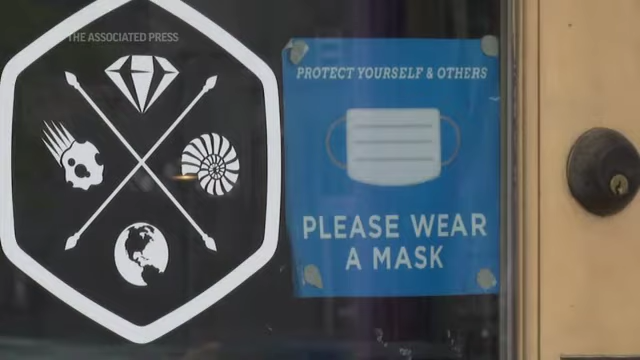 THE ASSOCIATED PRESS
PROTECT YOURSELF & OTHERS
PLEASE WEAR
A MASK